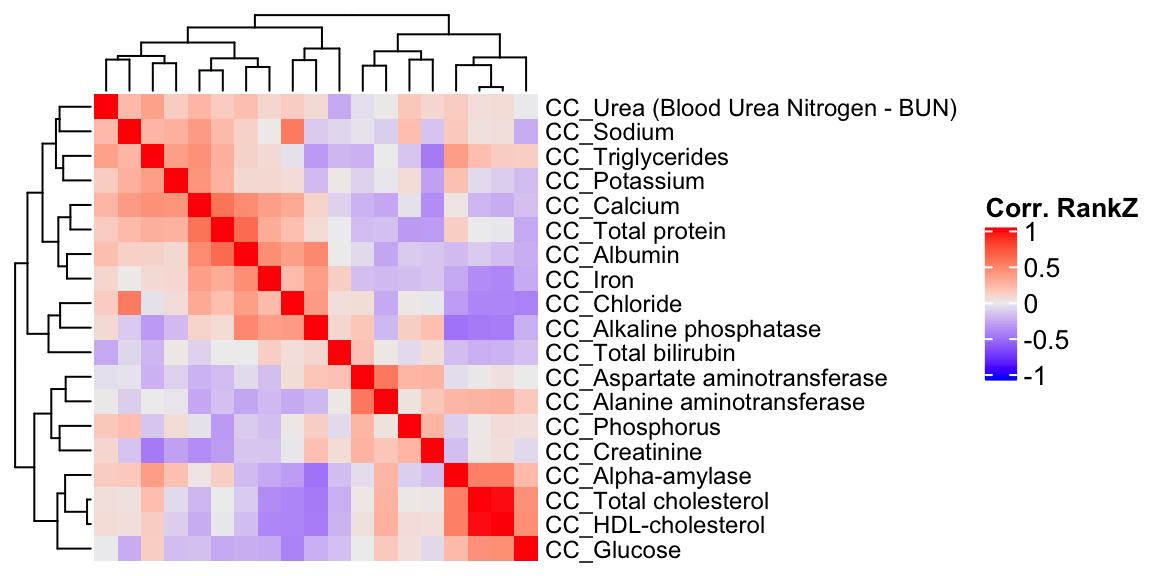 CC_Urea (Blood Urea Nitrogen - BUN)
CC_Sodium
CC_Triglycerides
CC_Potassium
CC_Calcium
CC_Total protein
CC_Albumin
CC_Iron
CC_Chloride
CC_Alkaline phosphatase
CC_Total bilirubin
CC_Aspartate aminotransferase
CC_Alanine aminotransferase
CC_Phosphorus
CC_Creatinine
CC_Alpha-amylase
CC_Total cholesterol
CC_HDL-cholesterol
CC_Glucose
Corr. RankZ
1
0.5
0
-0.5
-1